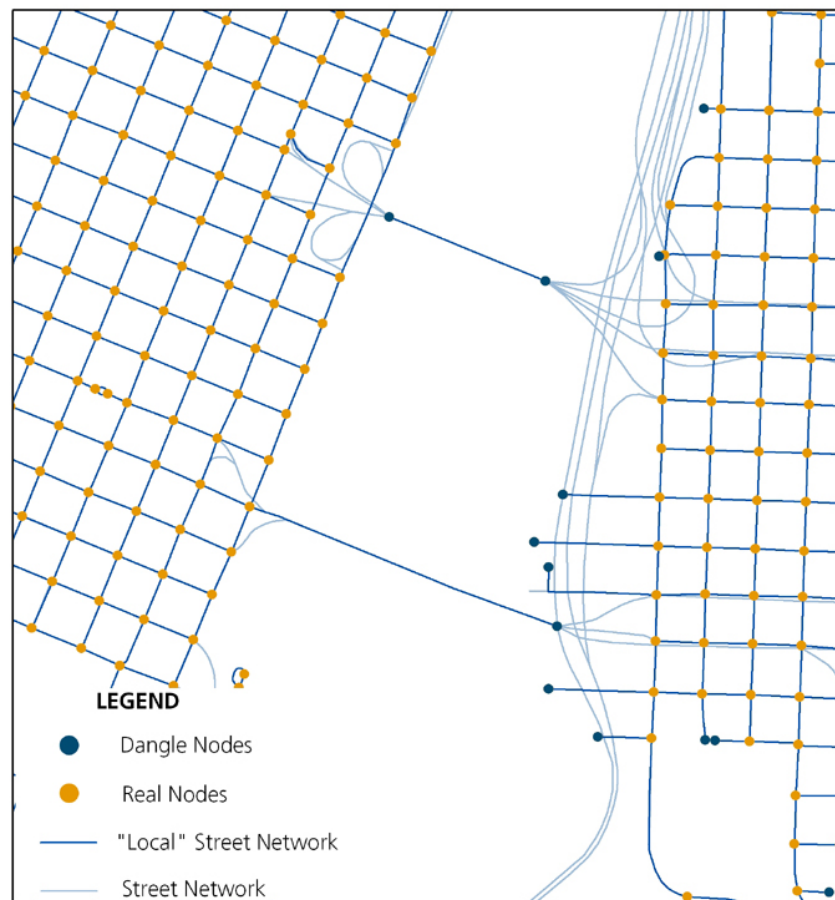 LEGEND
Dangle Nodes
Real Nodes
"Local" Street Network
Street Network